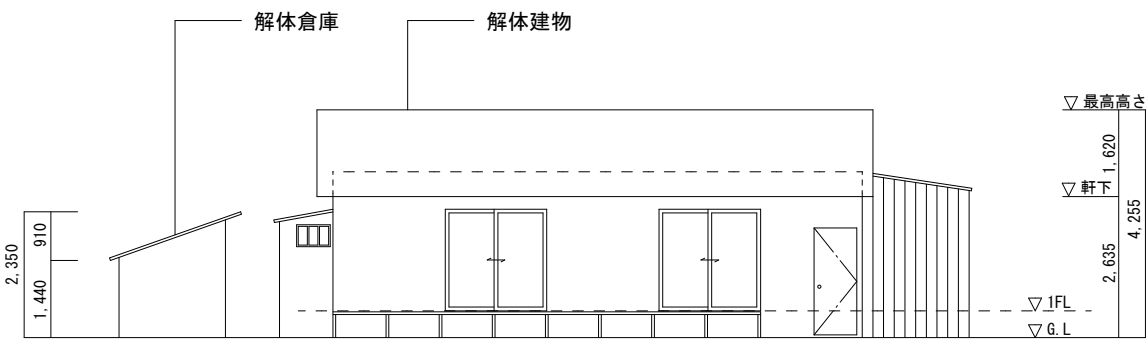 解体倉庫
解体建物
▽ 最高高さ
1,620
▽ 軒下
4,255
2,635
910
2,350
1,440
▽ 1FL
▽ G.L